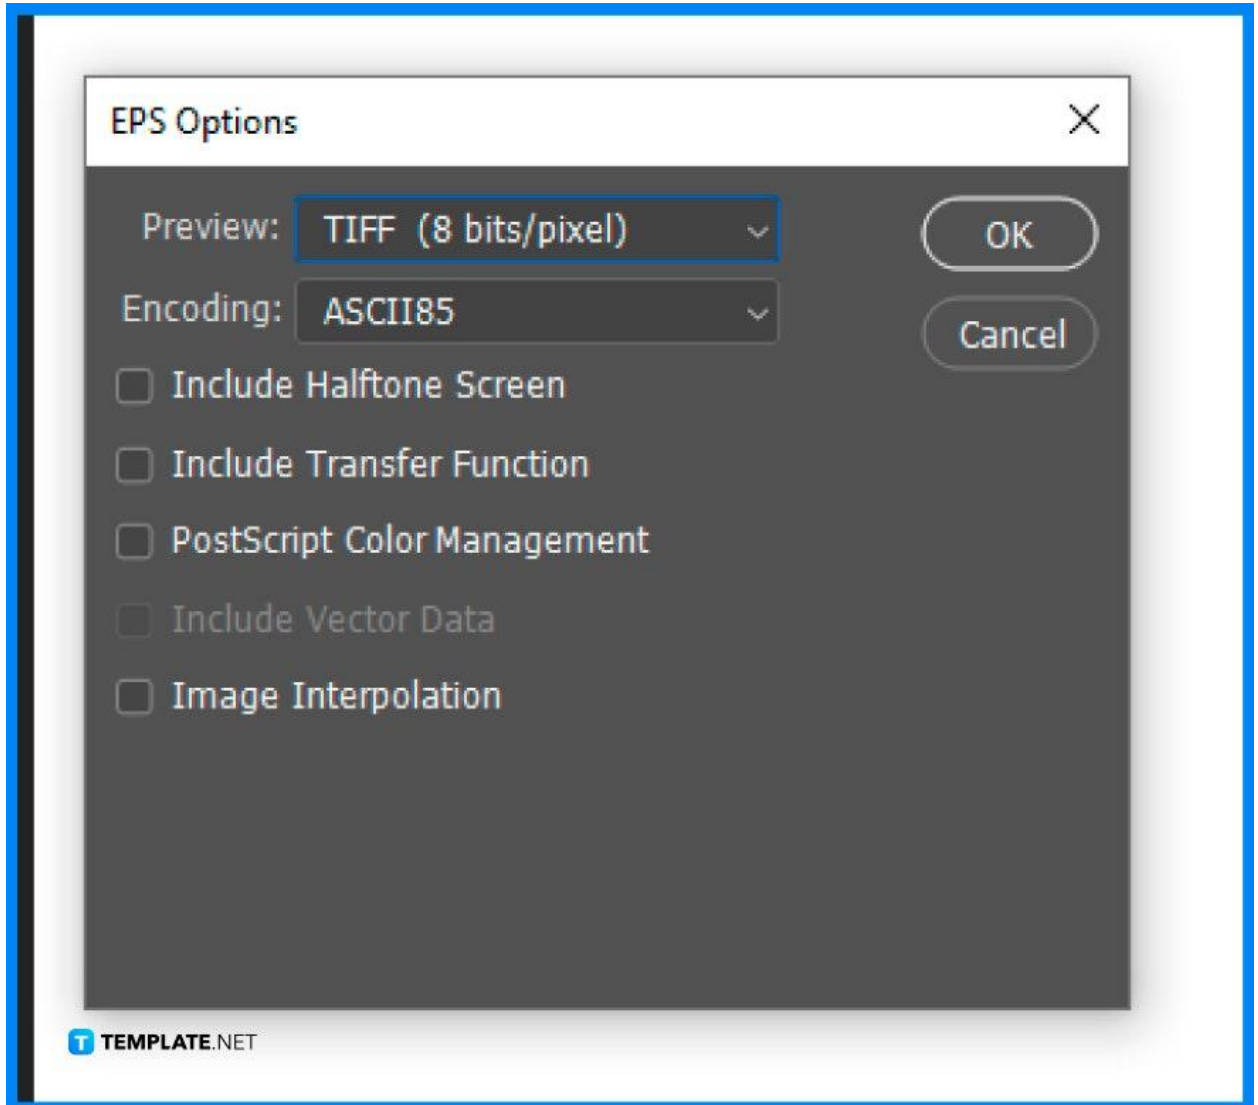 EPS Options
Preview: TIFF (8 bits/pixel)
OK
Encoding: ASCII85
Cancel
Include Halftone Screen
Include Transfer Function
PostScript Color Management
Include Vector Data
Image Interpolation
T TEMPLATE.NET